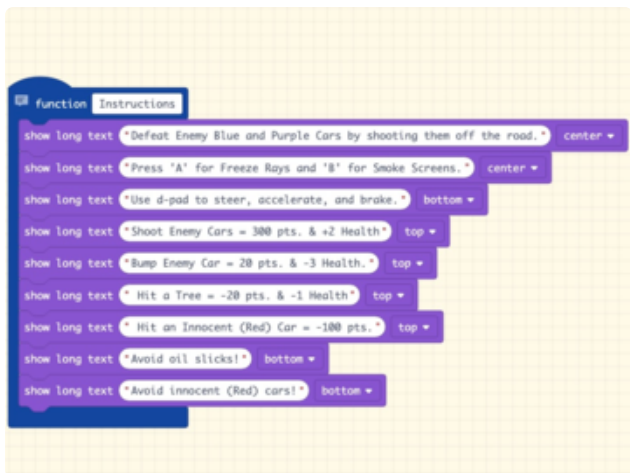 function Instructions
show long text "Defeat Enemy Blue and Purple Cars by shooting them off the road." center
show long text "Press 'A' for Freeze Rays and 'B' for Smoke Screens." center
show long text "Use d-pad to steer, accelerate, and brake." bottom
show long text "Shoot Enemy Cars = 300 pts. & +2 Health" top
show long text "Bump Enemy Car = 20 pts. & -3 Health." top
show long text " Hit a Tree = -20 pts. & -1 Health" top
show long text " Hit an Innocent (Red) Car = -100 pts." top
show long text "Avoid oil slicks!" bottom
show long text "Avoid innocent (Red) cars!" bottom